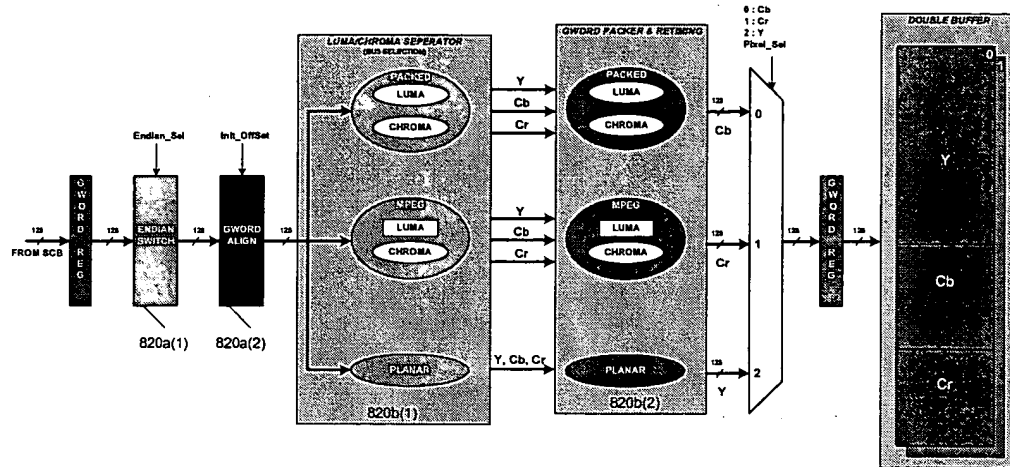 0 : Cb
1 : Cr
2 : Y
Pixel_Sel
DOUBLE BUFFER
LUMA/CHROMA SEPERATOR
(BUS SELECTION)
GWORD PACKER & RETIMING
0
PACKED
LUMA
CHROMA
Y
Cb
Cr
PACKED
LUMA
CHROMA
128
Cb
0
Endian_Sel
Init_OffSet
Y
GWORD REG
128
FROM SCB
128
ENDIAN
SWITCH
128
GWORD
ALIGN
128
MPEG
LUMA
CHROMA
Y
Cb
Cr
MPEG
LUMA
CHROMA
128
Cr
1
128
GWORD REG
128
Cb
820a(1)
820a(2)
PLANAR
Y, Cb, Cr
PLANAR
128
Y
2
Cr
820b(1)
820b(2)